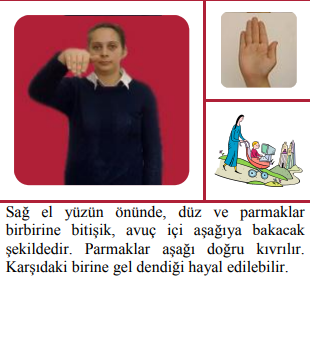 Sağ el yüzün önünde, düz ve parmaklar
birbirine bitişik, avuç içi aşağıya bakacak
şekildedir. Parmaklar aşağı doğru kıvrılır.
Karşıdaki birine gel dendiği hayal edilebilir.